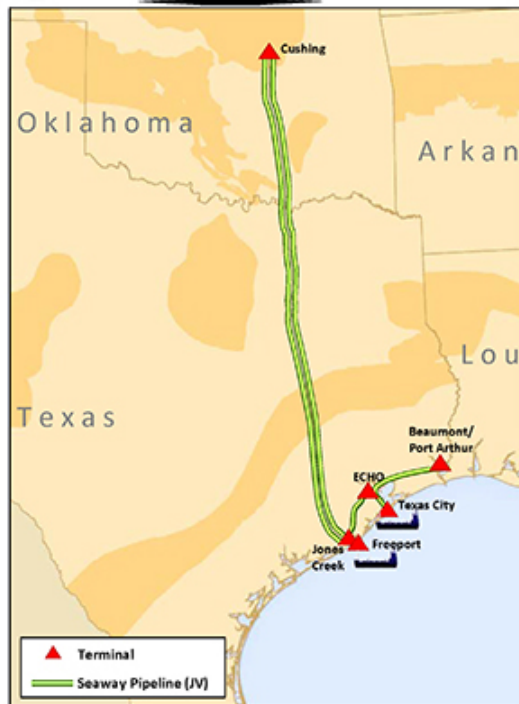 Cushing
Oklahoma
Arkan
Lou
Texas
Beaumont/
Port Arthur
ECHO
Texas City
Jones
Creek
Freeport
Terminal
Seaway Pipeline (JV)